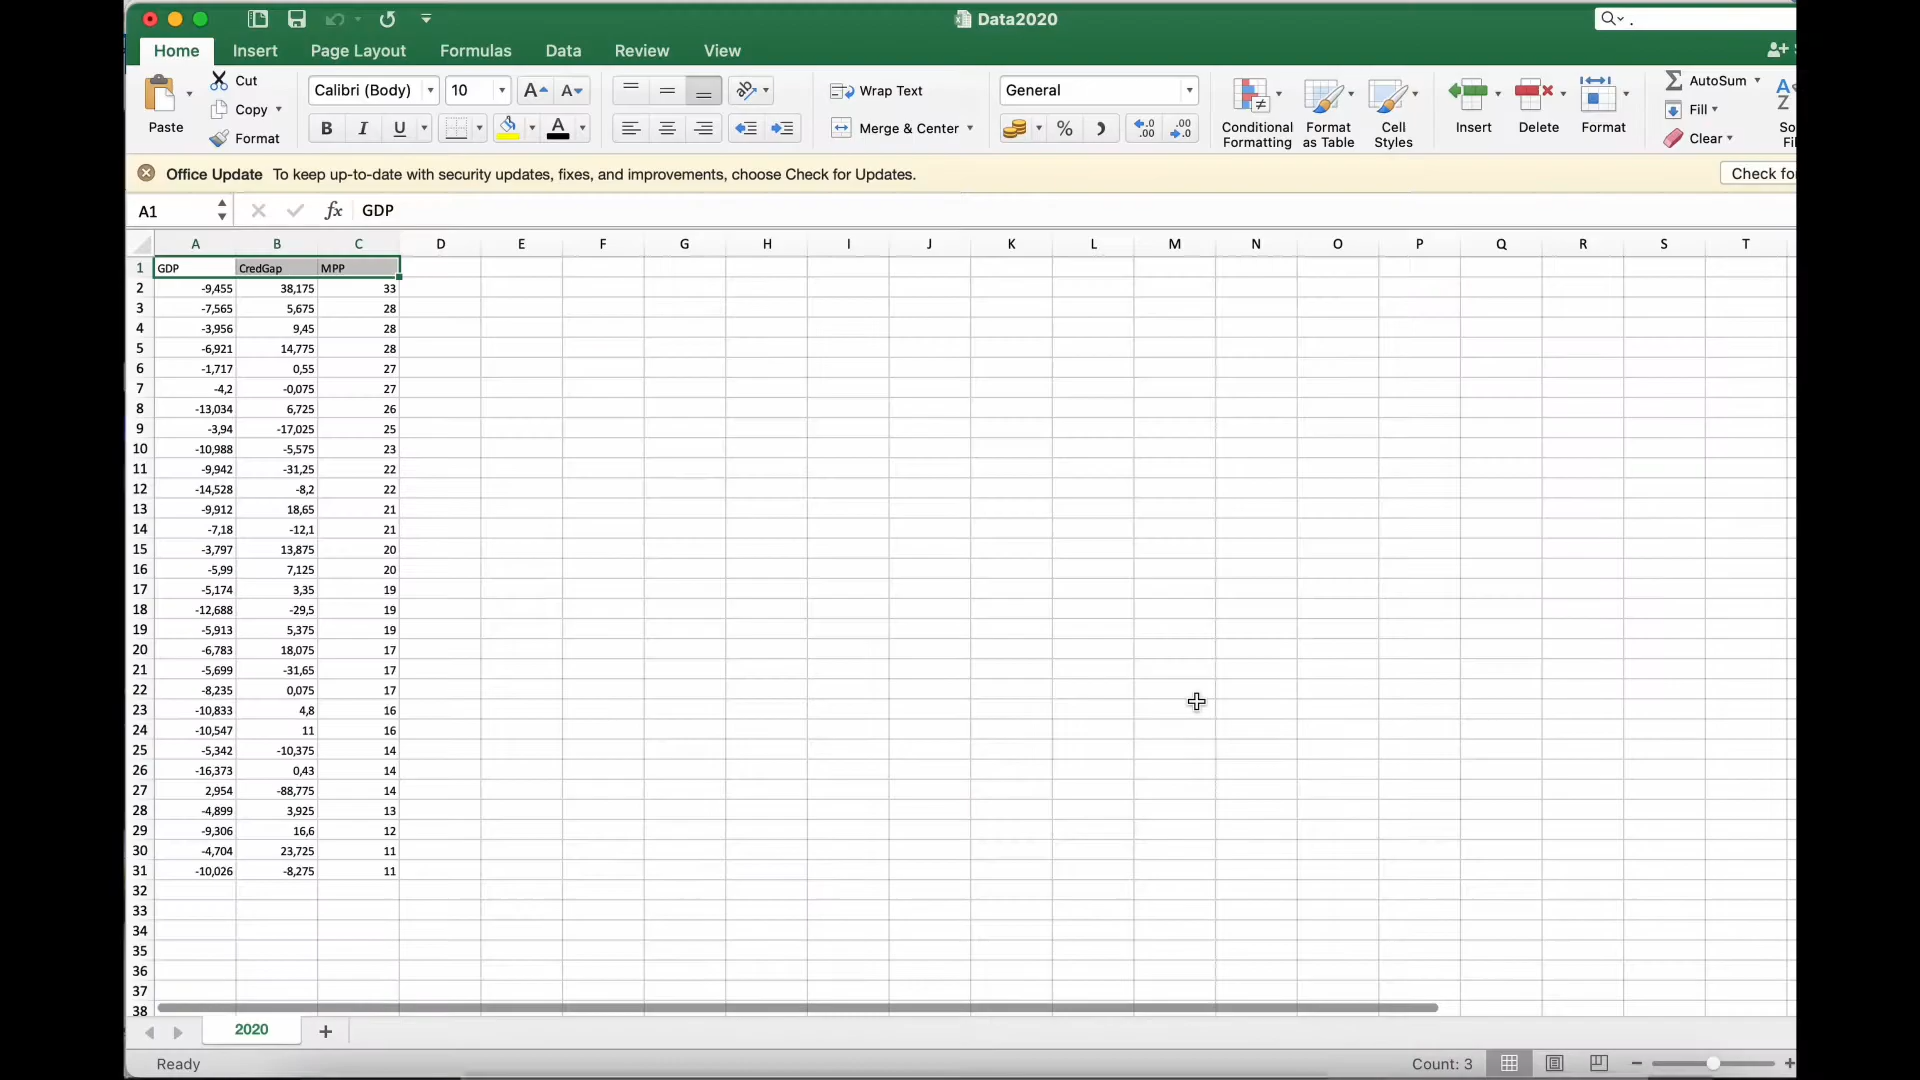 Data2020
.
Home Insert Page Layout Formulas Data Review View
Paste
Cut
Copy
Format
Calibri (Body) 10
B I U
Wrap Text
Merge & Center
General
Conditional Formatting
Format as Table
Cell Styles
Insert
Delete
Format
AutoSum
Fill
Clear
Office Update To keep up-to-date with security updates, fixes, and improvements, choose Check for Updates.
Check fo
A1 fx GDP
A B C D E F G H I J K L M N O P Q R S T
1 GDP CredGap MPP
2 -9,455 38,175 33
3 -7,565 5,675 28
4 -3,956 9,45 28
5 -6,921 14,775 28
6 -1,717 0,55 27
7 -4,2 -0,075 27
8 -13,034 6,725 26
9 -3,94 -17,025 25
10 -10,988 -5,575 23
11 -9,942 -31,25 22
12 -14,528 -8,2 22
13 -9,912 18,65 21
14 -7,18 -12,1 21
15 -3,797 13,875 20
16 -5,99 7,125 20
17 -5,174 3,35 19
18 -12,688 -29,5 19
19 -5,913 5,375 19
20 -6,783 18,075 17
21 -5,699 -31,65 17
22 -8,235 0,075 17
23 -10,833 4,8 16
24 -10,547 11 16
25 -5,342 -10,375 14
26 -16,373 0,43 14
27 2,954 -88,775 14
28 -4,899 3,925 13
29 -9,306 16,6 12
30 -4,704 23,725 11
31 -10,026 -8,275 11
32
33
34
35
36
37
38
2020
Ready Count: 3